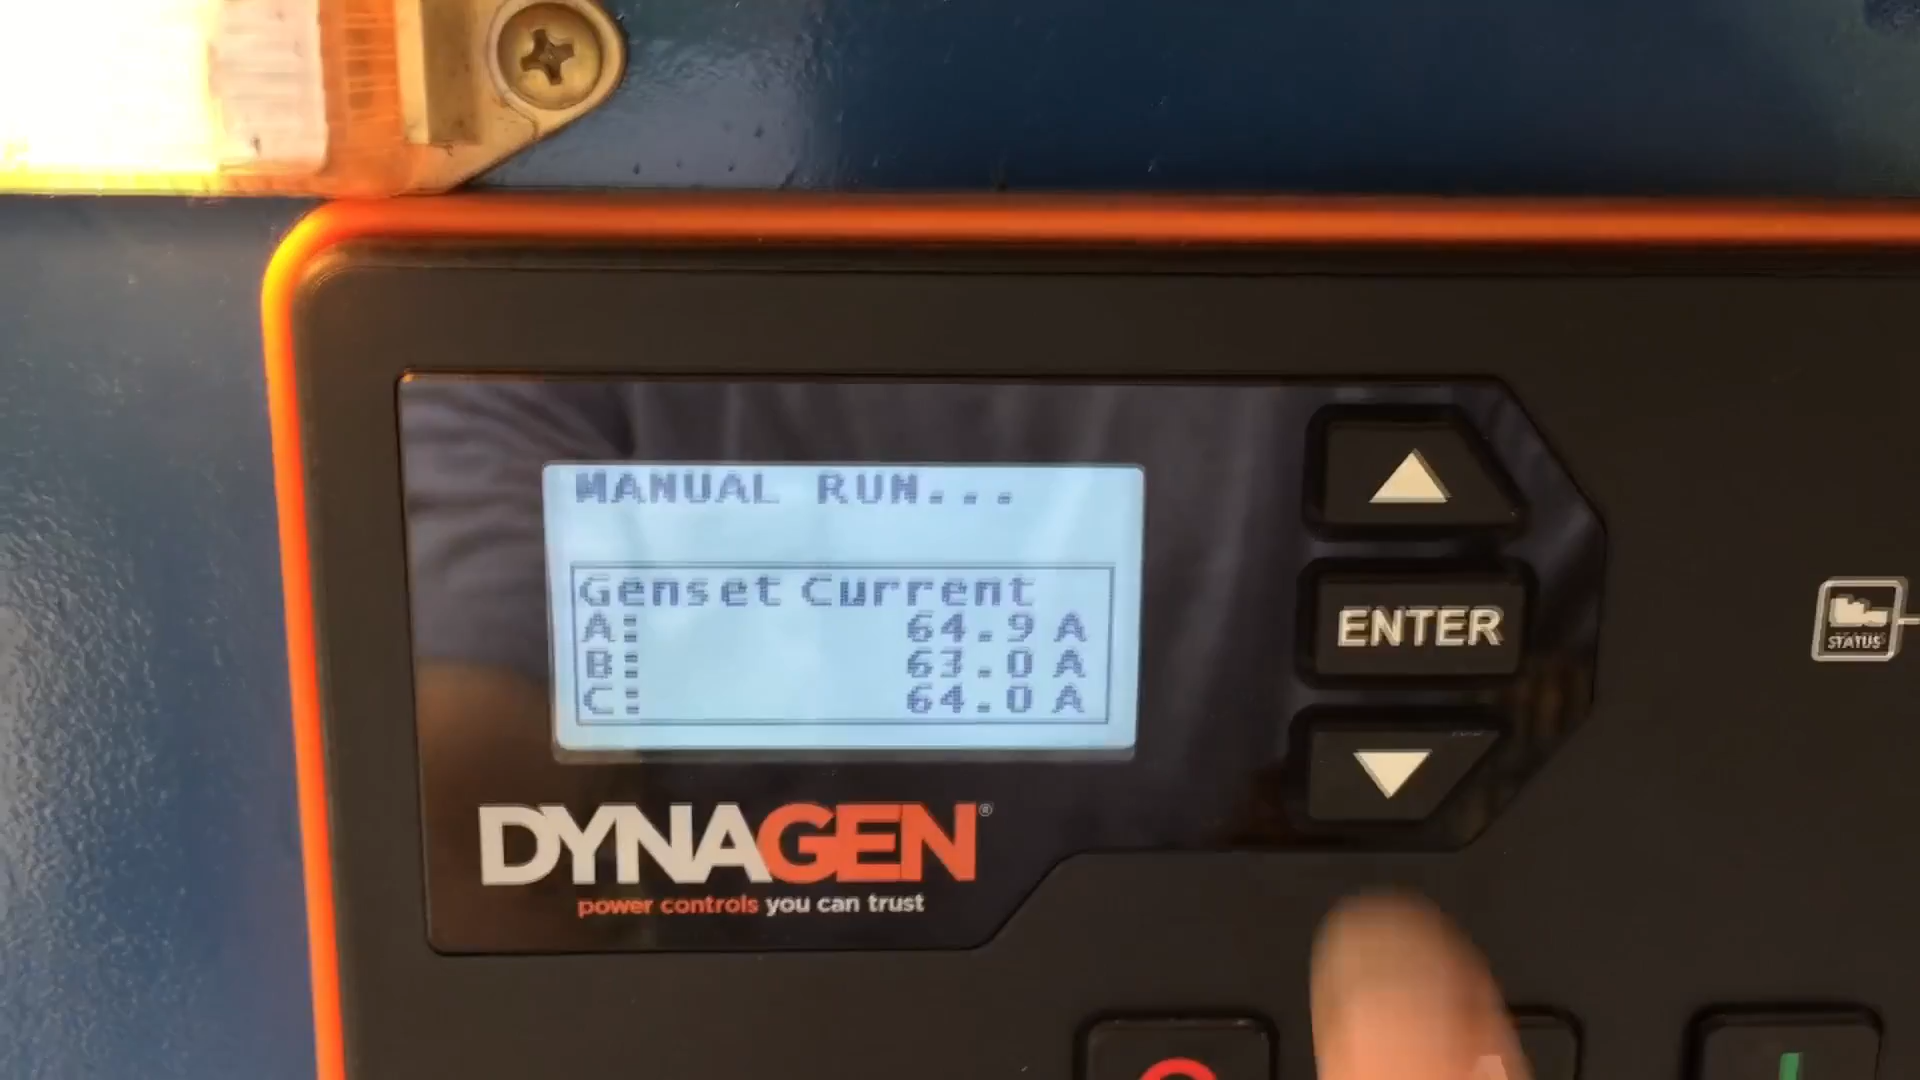 MANUAL RUN...
Genset Current
A: 64.9 A
B: 63.0 A
C: 64.0 A
ENTER
STATUS
DYNAGEN®
power controls you can trust